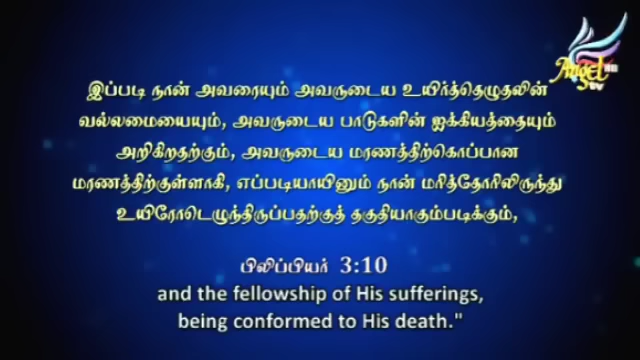 Angel
TV
இப்படி நான் அவரையும் அவருடைய உயிர்த்தெழுதலின்
வல்லமையையும், அவருடைய பாடுகளின் ஐக்கியத்தையும்
அறிகிறதற்கும், அவருடைய மரணத்திற்கொப்பான
மரணத்திற்குள்ளாகி, எப்படியாயினும் நான் மரித்தோரிலிருந்து
உயிரோடெழுந்திருப்பதற்குத் தகுதியாகும்படிக்கும்,
பிலிப்பியர் 3:10
and the fellowship of His sufferings,
being conformed to His death."